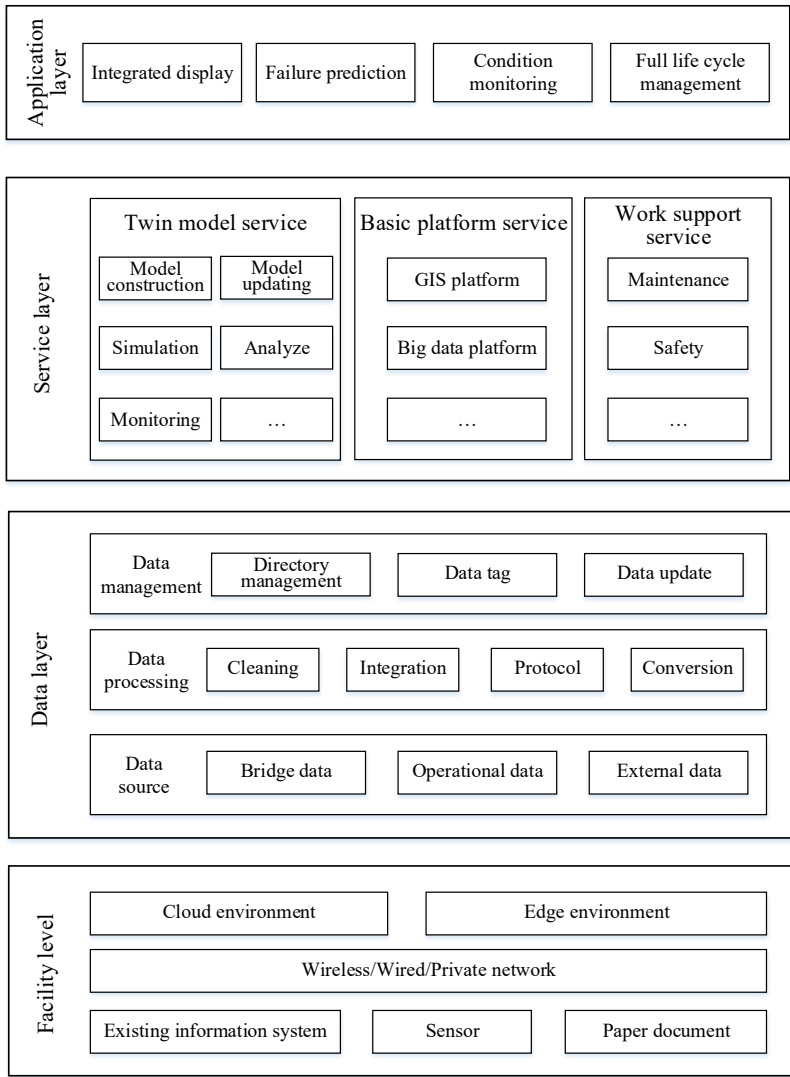 Application
layer
Integrated display
Failure prediction
Condition
monitoring
Full life cycle
management
Service layer
Twin model service
Model
construction
Model
updating
Simulation
Analyze
Monitoring
…
Basic platform service
GIS platform
Big data platform
…
Work support
service
Maintenance
Safety
…
Data layer
Data
management
Directory
management
Data tag
Data update
Data
processing
Cleaning
Integration
Protocol
Conversion
Data
source
Bridge data
Operational data
External data
Facility level
Cloud environment
Edge environment
Wireless/Wired/Private network
Existing information system
Sensor
Paper document